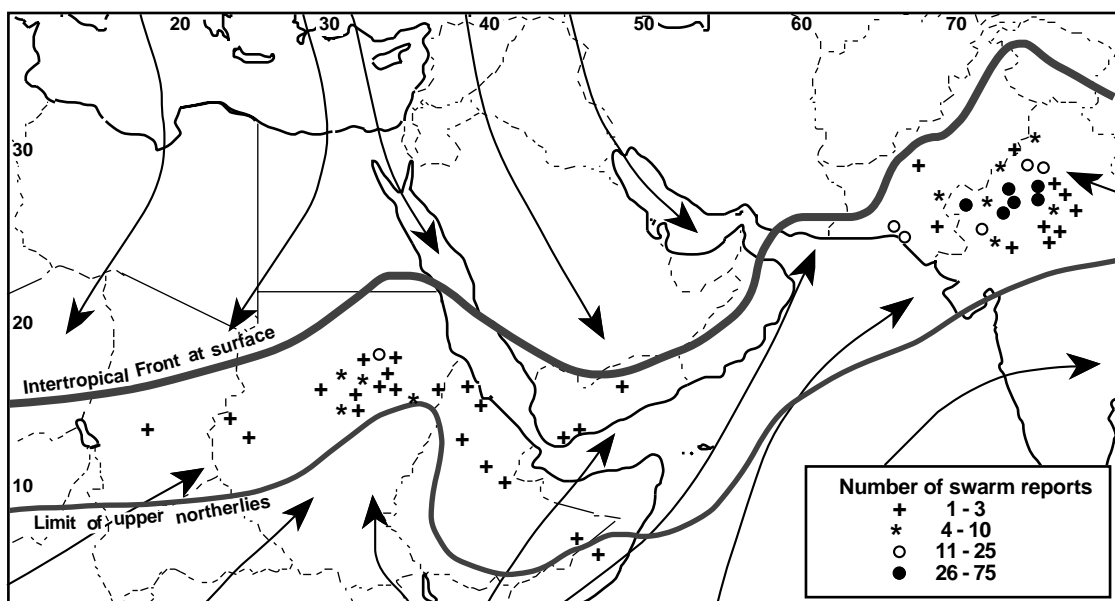 20 30 40 50 60 70
30
20
Intertropical Front at surface
10
Limit of upper northerlies
Number of swarm reports
+ 1 - 3
* 4 - 10
○ 11 - 25
● 26 - 75